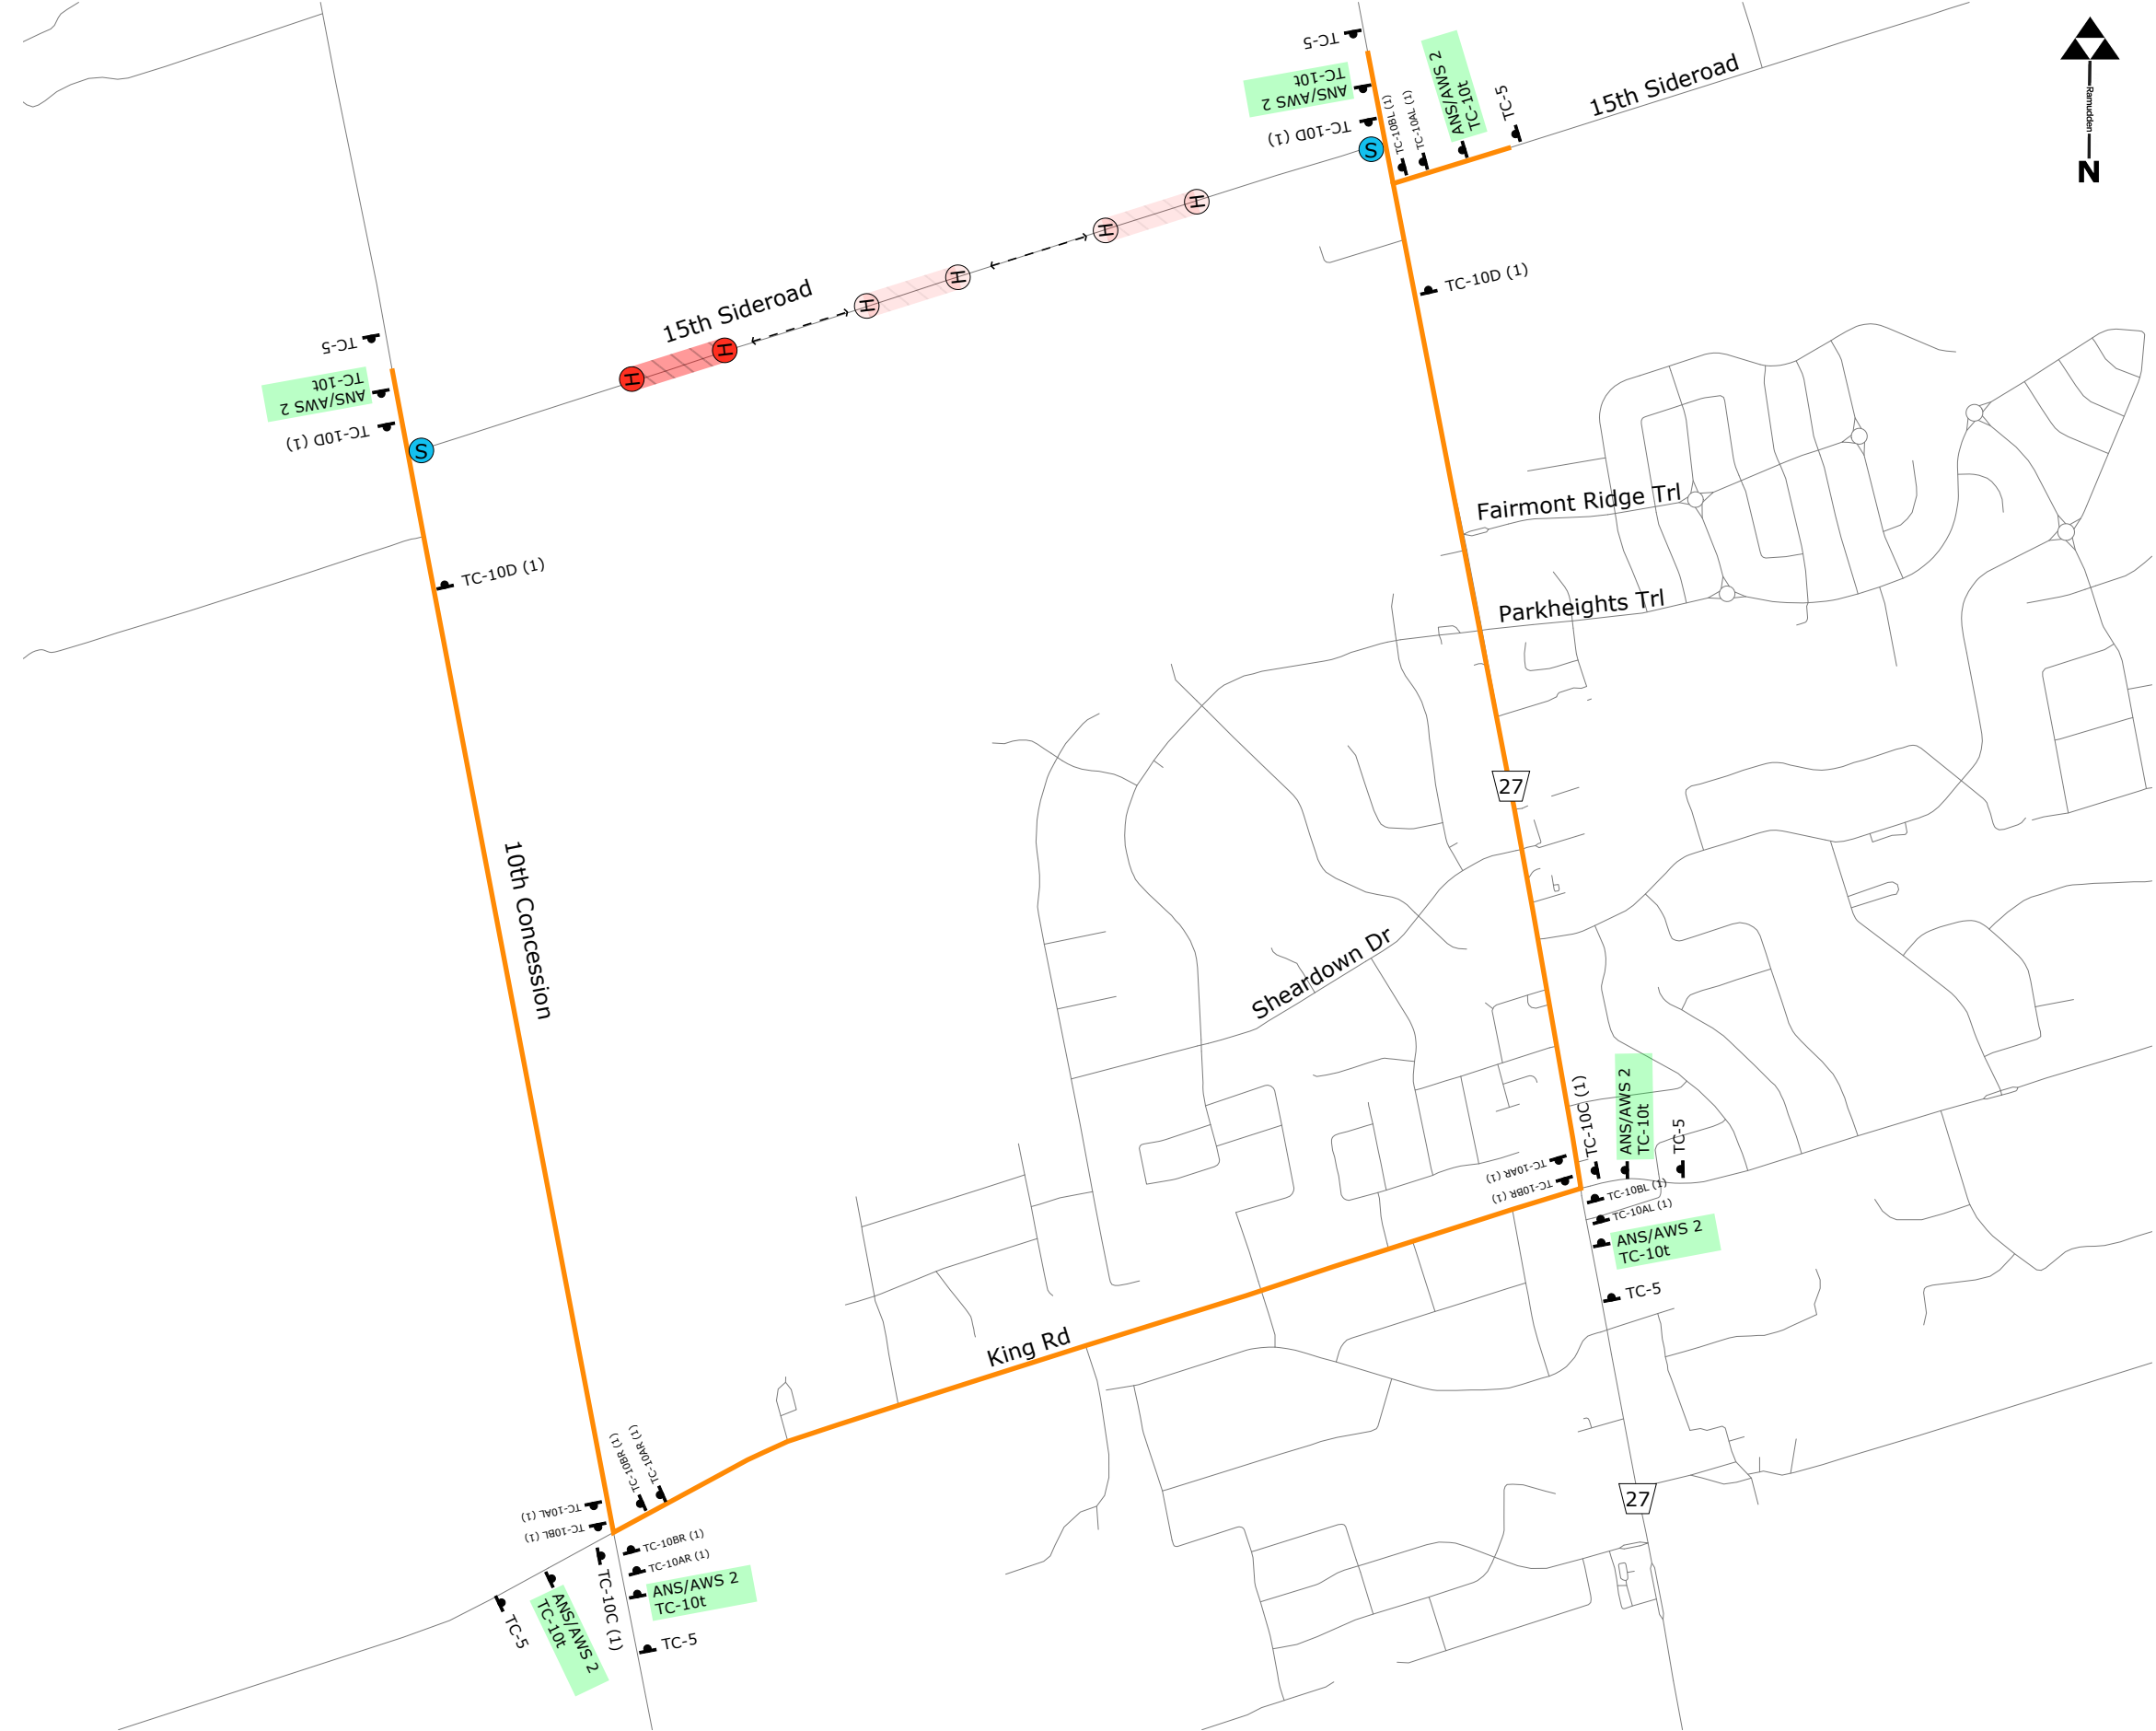 TC-5
ANS/AWS 2
TC-10t
TC-10D (1)
S
TC-10BL (1)
TC-10AL (1)
ANS/AWS 2
TC-10t
TC-5
15th Sideroad
Ramudden
N
H
H
H
H
15th Sideroad
H
H
TC-10D (1)
TC-5
ANS/AWS 2
TC-10t
TC-10D (1)
S
TC-10D (1)
Fairmont Ridge Trl
Parkheights Trl
27
10th Concession
Sheardown Dr
TC-10C (1)
ANS/AWS 2
TC-10t
TC-5
TC-10AR (1)
TC-10BR (1)
TC-10BL (1)
TC-10AL (1)
ANS/AWS 2
TC-10t
TC-5
King Rd
TC-10BR (1)
TC-10AR (1)
TC-10AL (1)
TC-10BL (1)
TC-10BR (1)
TC-10AR (1)
ANS/AWS 2
TC-10t
TC-5
TC-10C (1)
ANS/AWS 2
TC-10t
TC-5
27